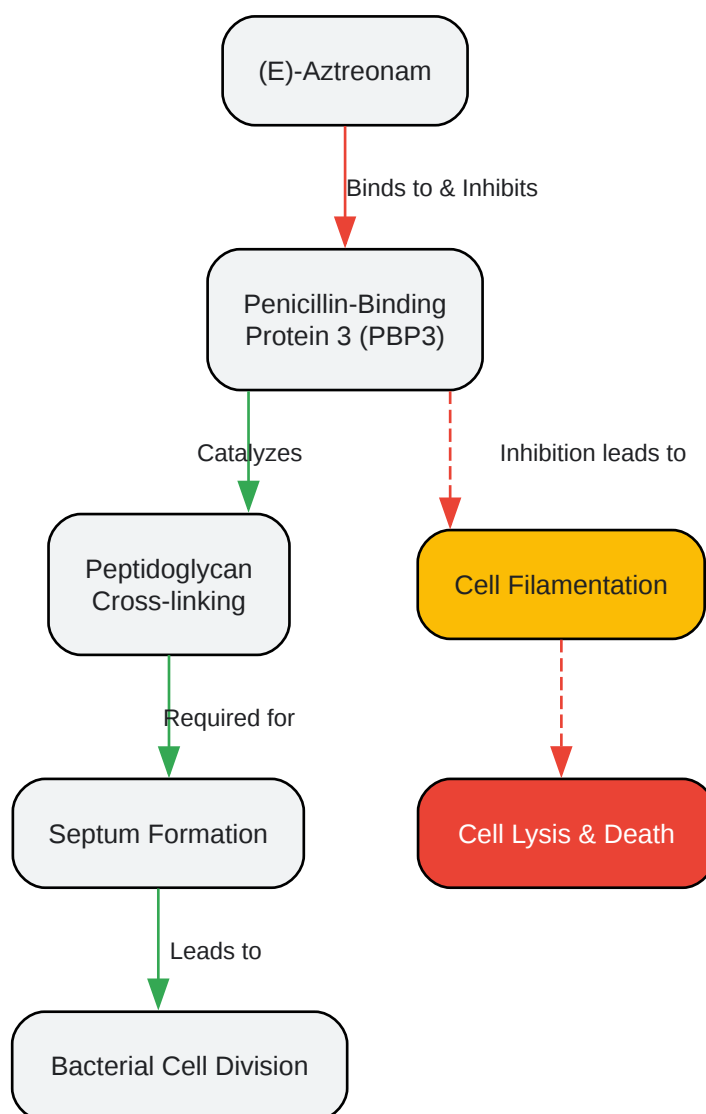 (E)-Aztreonam
Binds to & Inhibits
Penicillin-Binding
Protein 3 (PBP3)
Catalyzes
Inhibition leads to
Peptidoglycan
Cross-linking
Cell Filamentation
Required for
Septum Formation
Cell Lysis & Death
Leads to
Bacterial Cell Division